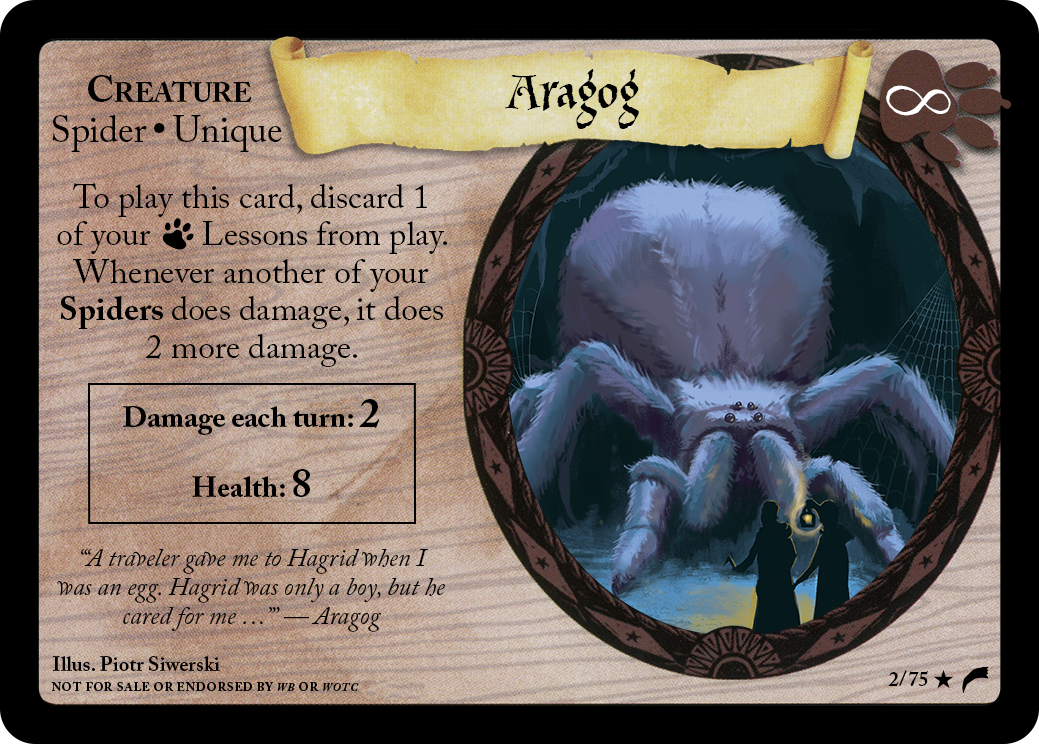 Aragog
∞
CREATURE
Spider • Unique
To play this card, discard 1
of your Lessons from play.
Whenever another of your
Spiders does damage, it does
2 more damage.
Damage each turn: 2
Health: 8
“‘A traveler gave me to Hagrid when I
was an egg. Hagrid was only a boy, but he
cared for me …’” — Aragog
Illus. Piotr Siwerski
NOT FOR SALE OR ENDORSED BY WB OR WOTC
2/75 ★